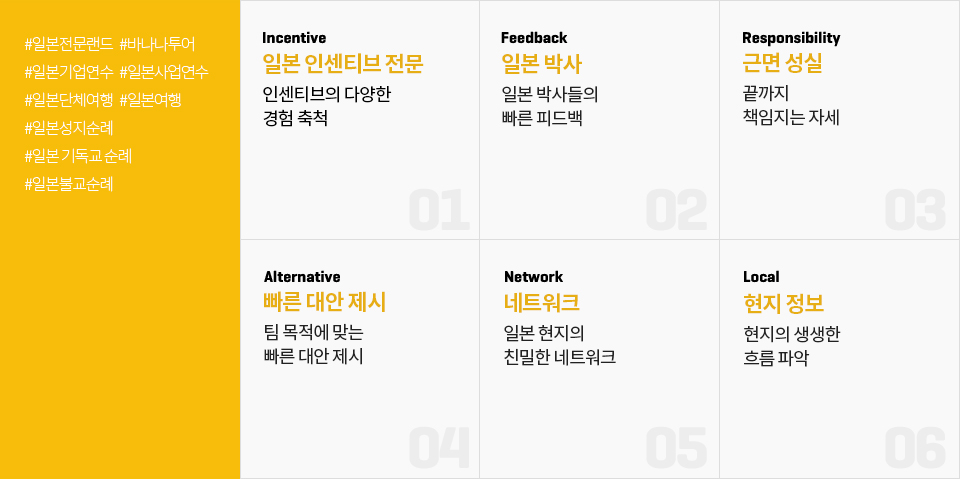 #일본전문랜드 #바나나투어
#일본기업연수 #일본사업연수
#일본단체여행 #일본여행
#일본성지순례
#일본 기독교 순례
#일본불교순례
Incentive
일본 인센티브 전문
인센티브의 다양한
경험 축척
01
Feedback
일본 박사
일본 박사들의
빠른 피드백
02
Responsibility
근면 성실
끝까지
책임지는 자세
03
Alternative
빠른 대안 제시
팀 목적에 맞는
빠른 대안 제시
04
Network
네트워크
일본 현지의
친밀한 네트워크
05
Local
현지 정보
현지의 생생한
흐름 파악
06